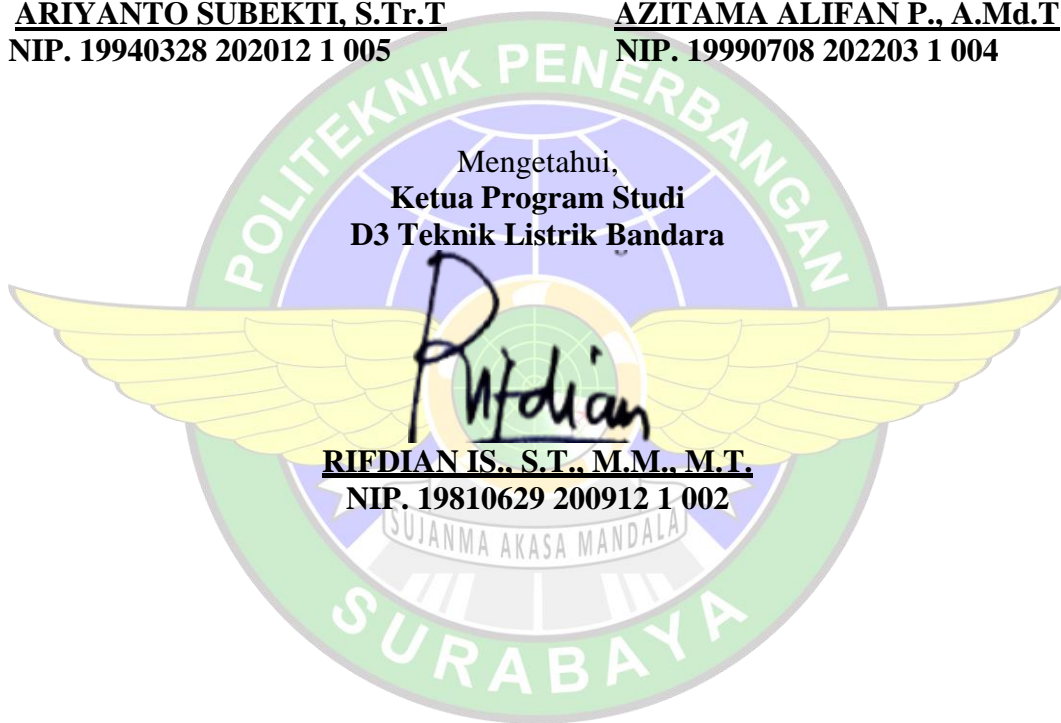 ARIYANTO SUBEKTI, S.Tr.T AZITAMA ALIFAN P., A.Md.T
NIP. 19940328 202012 1 005 NIP. 19990708 202203 1 004
POLITEKNIK PENERBANGAN
Mengetahui,
Ketua Program Studi
D3 Teknik Listrik Bandara
Rifdian
RIFDIAN IS., S.T., M.M., M.T.
NIP. 19810629 200912 1 002
SUJANMA AKASA MANDALA
SURABAYA